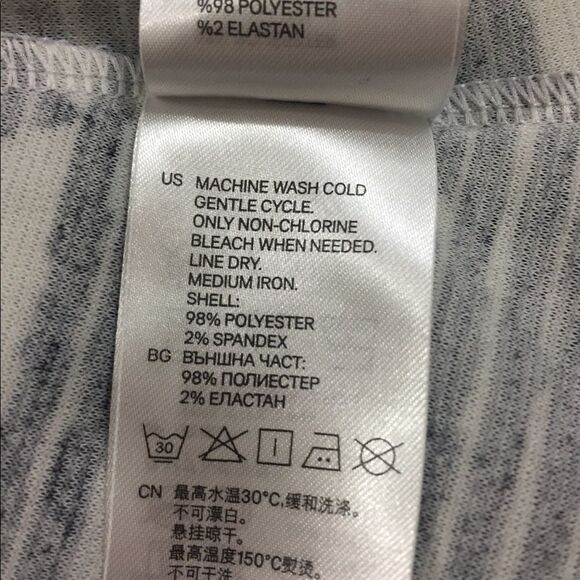 %98 POLYESTER
%2 ELASTAN
US MACHINE WASH COLD
GENTLE CYCLE.
ONLY NON-CHLORINE
BLEACH WHEN NEEDED.
LINE DRY.
MEDIUM IRON.
SHELL:
98% POLYESTER
2% SPANDEX
BG ВЪНШНА ЧАСТ:
98% ПОЛИЕСТЕР
2% ЕЛАСТАН
30
CN 最高水温30°C,缓和洗涤。
不可漂白。
悬挂晾干。
最高温度150°C熨烫。
不可干洗